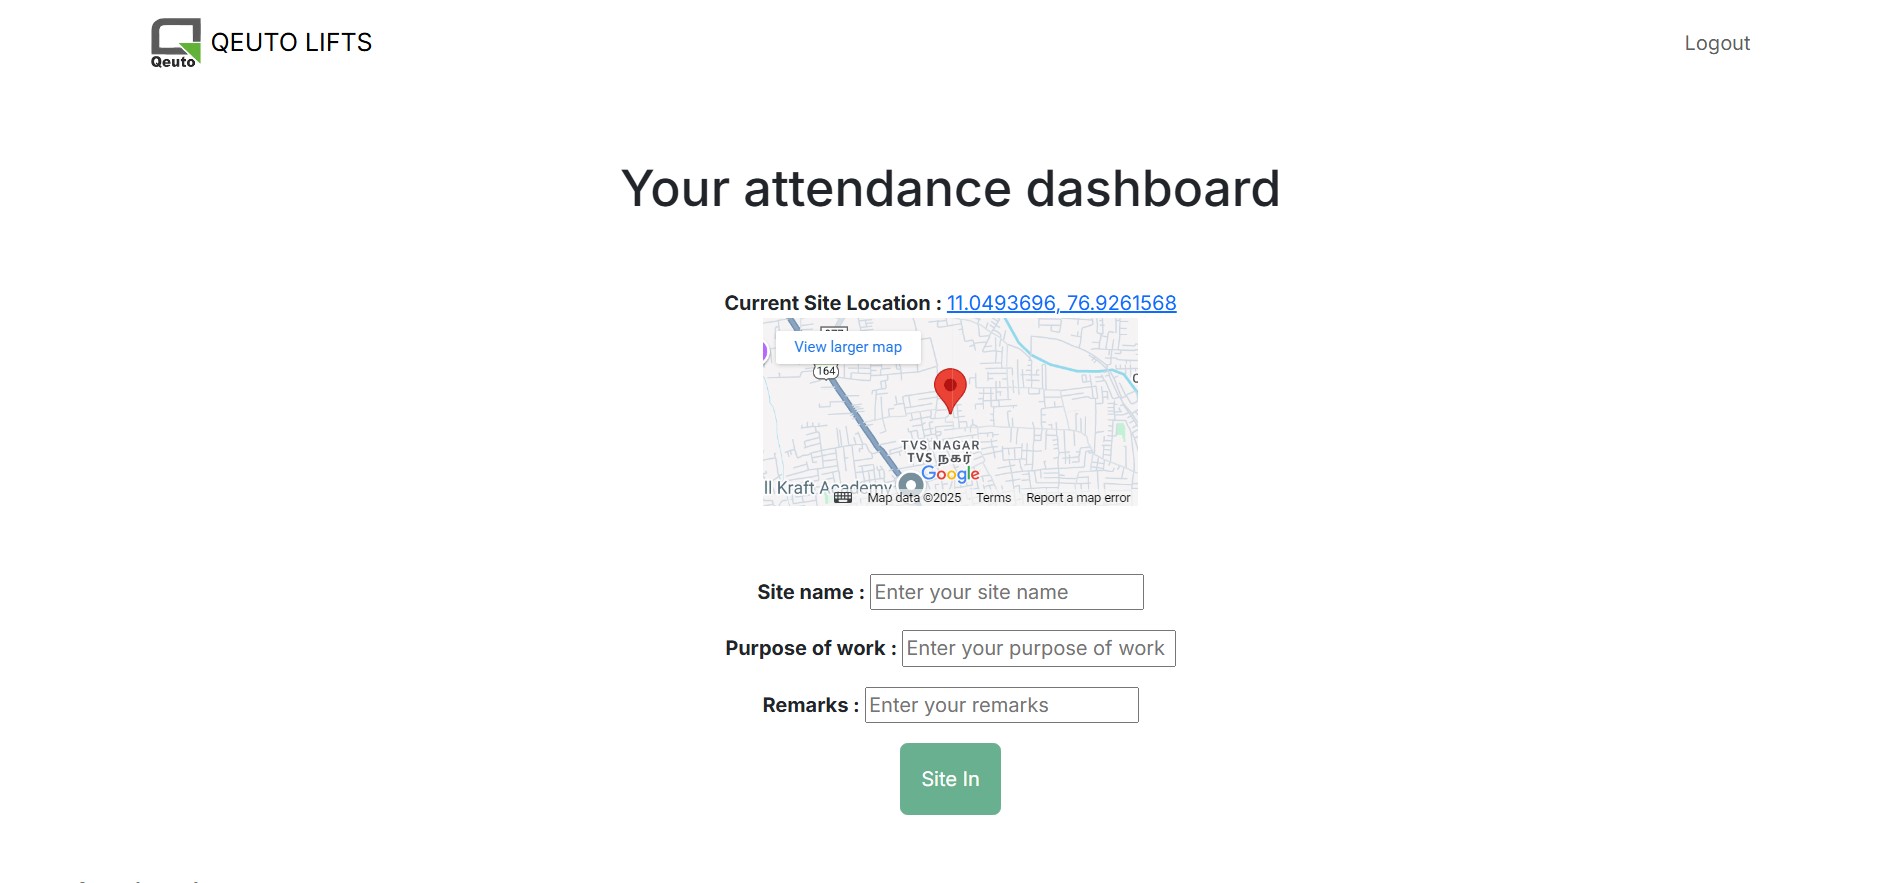 Qeuto
QEUTO LIFTS
Logout
Your attendance dashboard
Current Site Location : 11.0493696, 76.9261568
View larger map
164
TVS NAGAR
TVS நகர்
Google
ll Kraft Academy
Map data ©2025 Terms Report a map error
Site name : Enter your site name
Purpose of work : Enter your purpose of work
Remarks : Enter your remarks
Site In